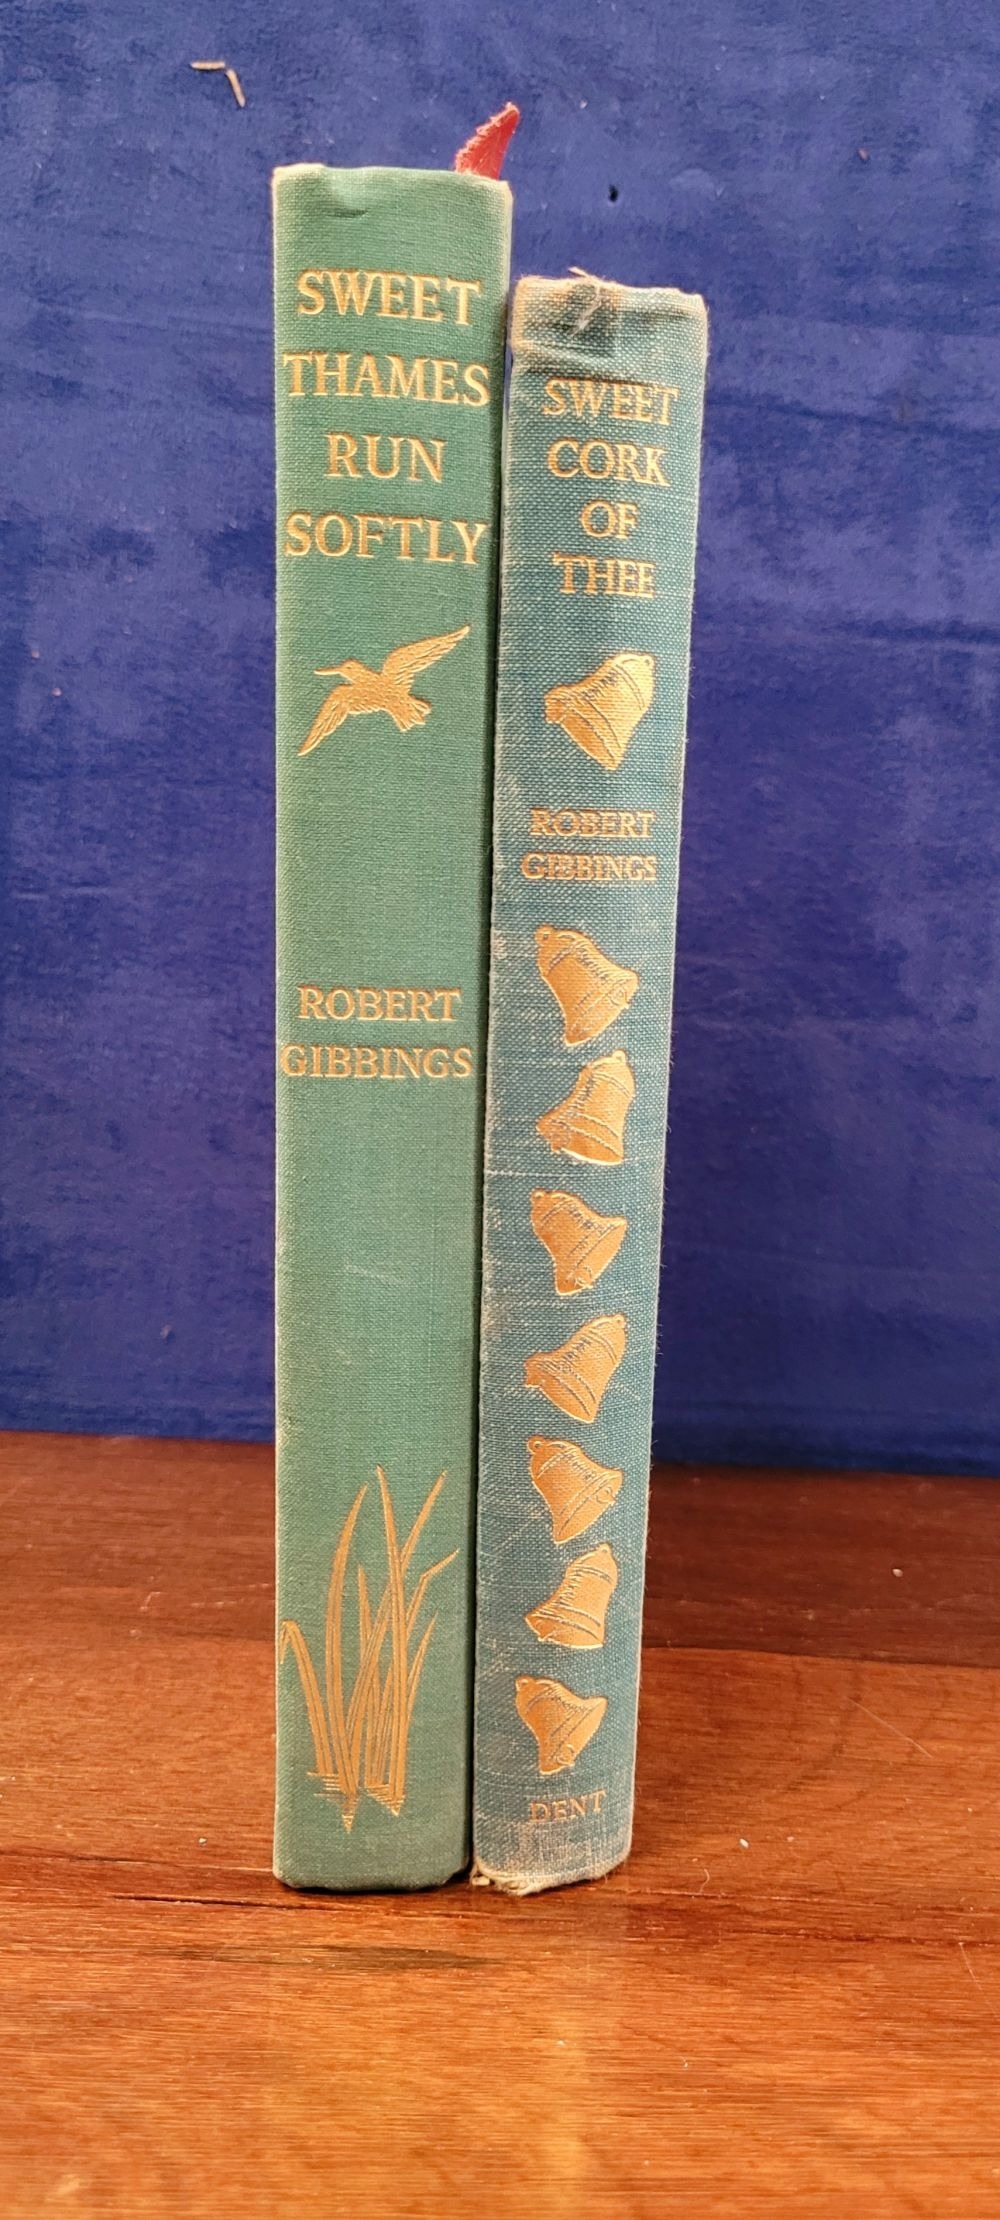 SWEET
THAMES
RUN
SOFTLY
ROBERT
GIBBINGS
SWEET
CORK
OF
THEE
ROBERT
GIBBINGS
DENT